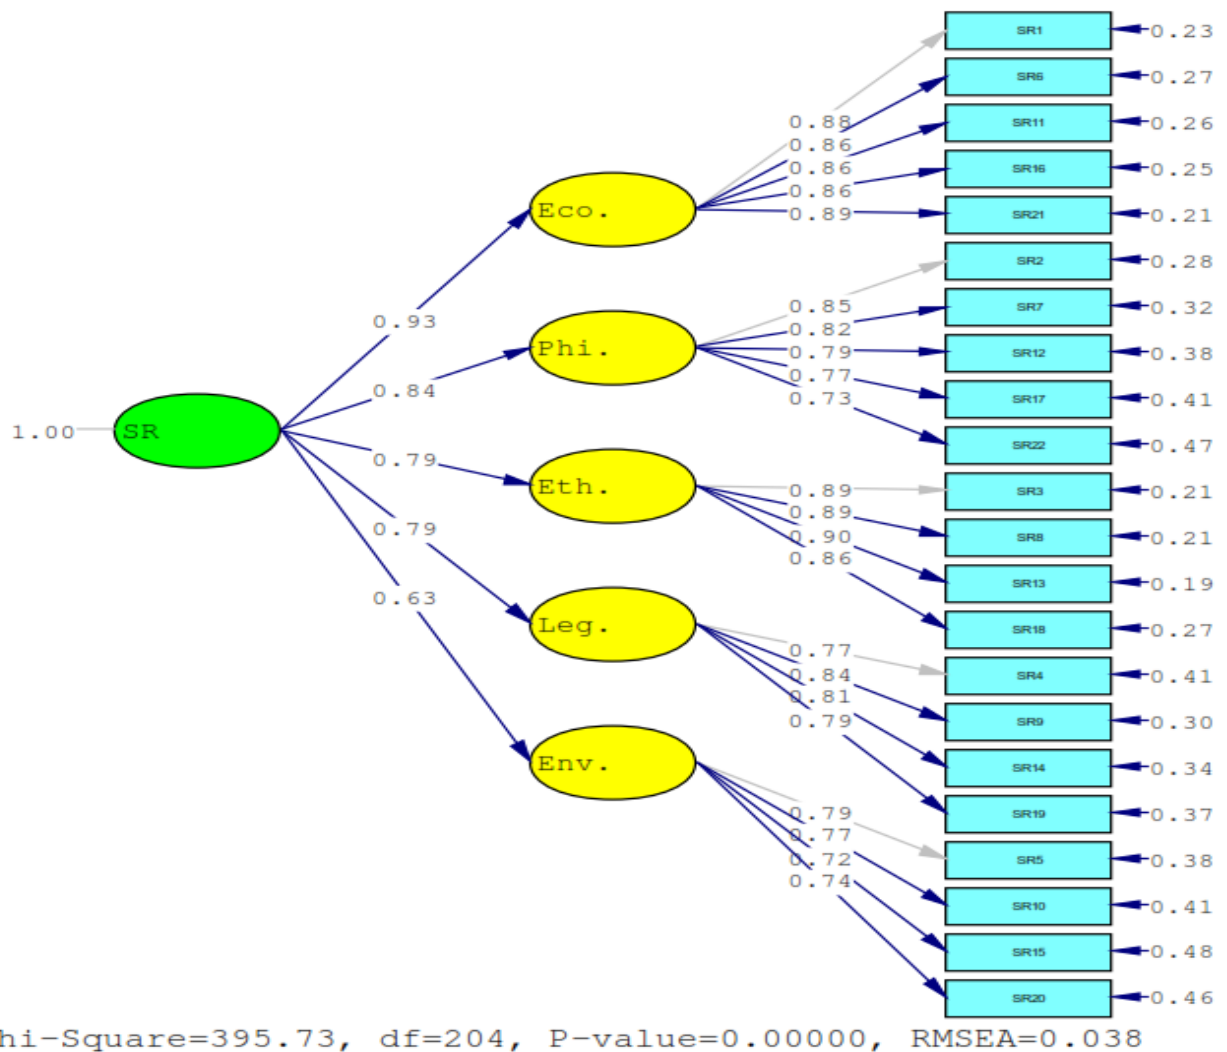 SR1
0.23
SR6
0.27
0.88
SR11
0.26
0.86
0.86
SR16
0.25
0.86
Eco.
0.89
SR21
0.21
SR2
0.28
0.85
SR7
0.32
0.93
0.82
Phi.
0.79
SR12
0.38
0.77
0.84
0.73
SR17
0.41
1.00
SR
SR22
0.47
0.79
Eth.
0.89
SR3
0.21
0.89
0.79
0.90
SR8
0.21
0.86
SR13
0.19
0.63
Leg.
SR18
0.27
0.77
0.84
SR4
0.41
0.81
0.79
SR9
0.30
Env.
SR14
0.34
0.79
SR19
0.37
0.77
0.72
SR5
0.38
0.74
SR10
0.41
SR15
0.48
SR20
0.46
hi-Square=395.73, df=204, P-value=0.00000, RMSEA=0.038